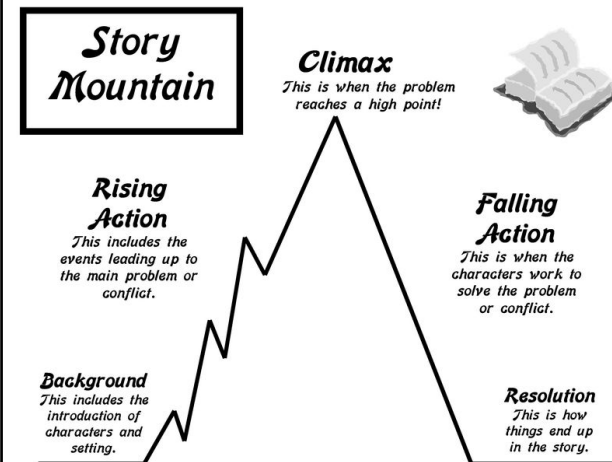 Story
Mountain
Climax
This is when the problem
reaches a high point!
Rising
Action
This includes the
events leading up to
the main problem or
conflict.
Falling
Action
This is when the
characters work to
solve the problem
or conflict.
Background
This includes the
introduction of
characters and
setting.
Resolution
This is how
things end up
in the story.